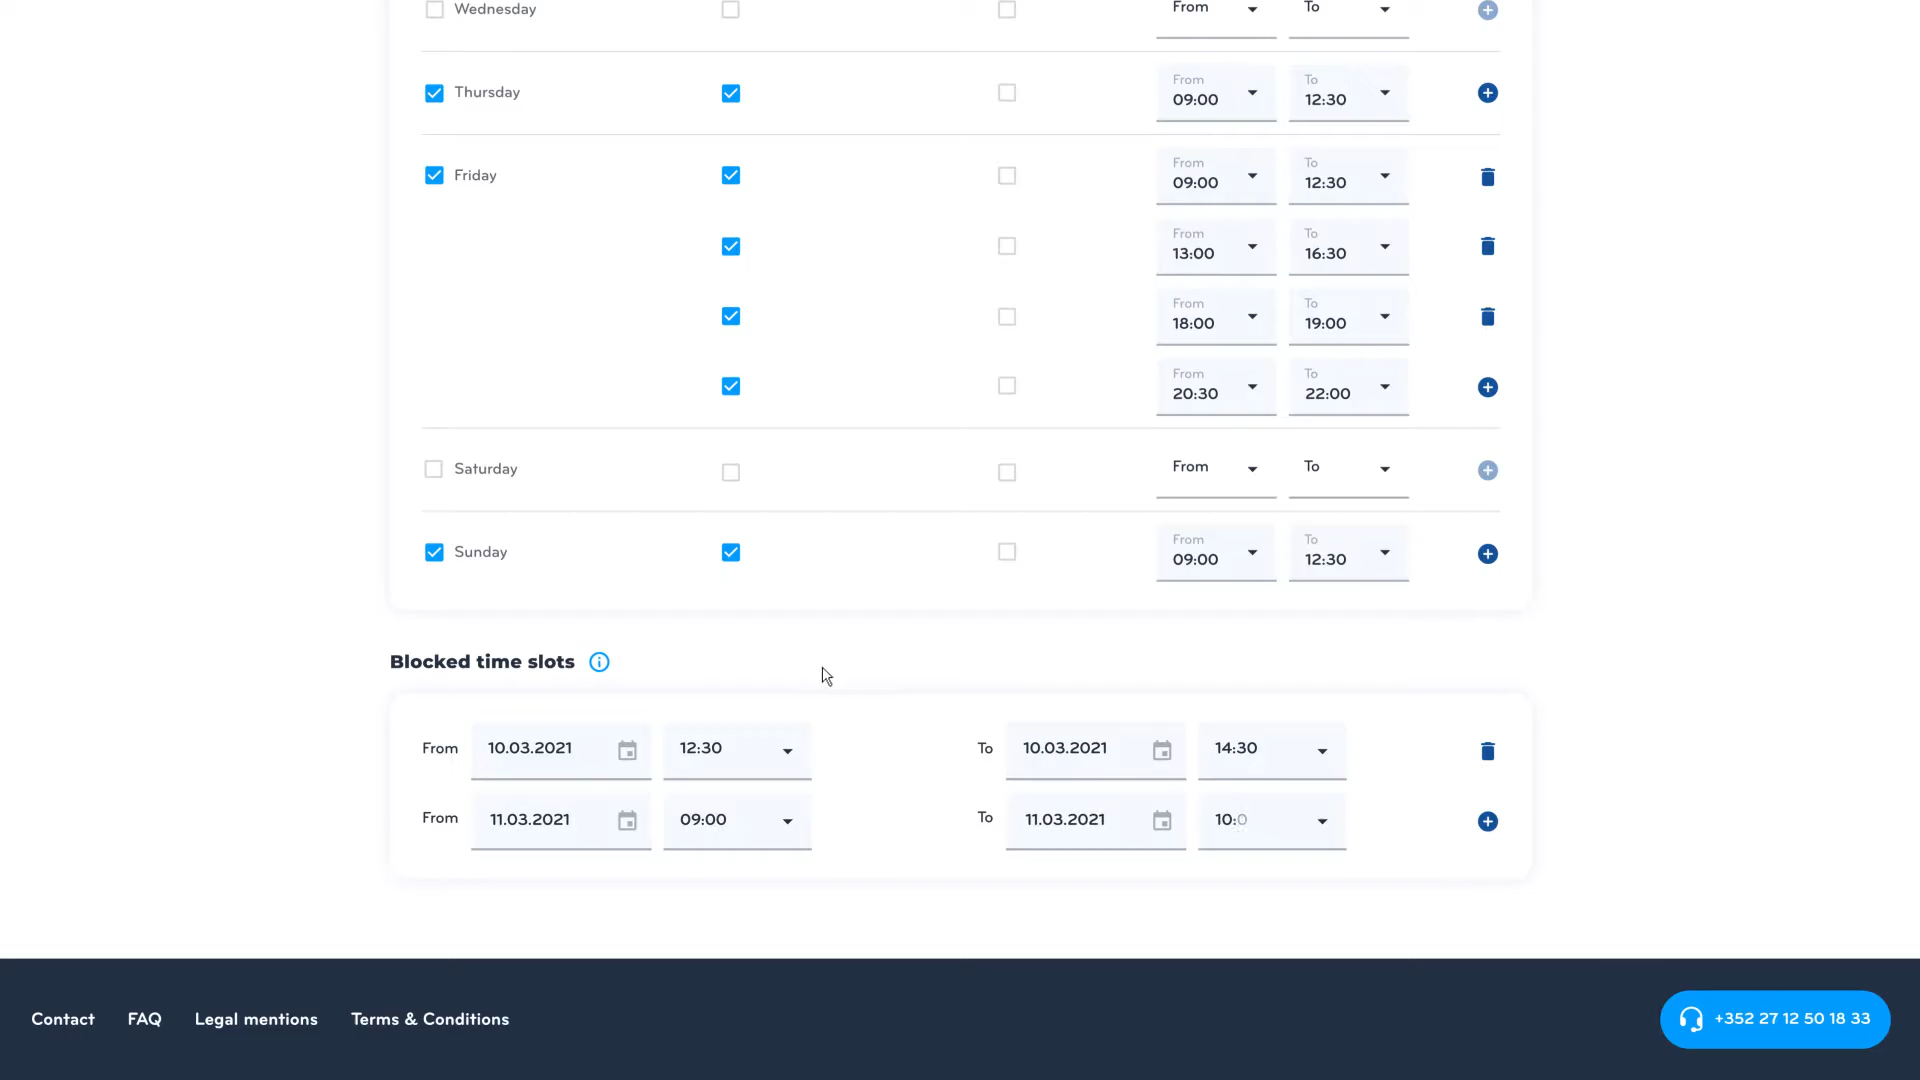 Wednesday From To
Thursday From 09:00 To 12:30
Friday From 09:00 To 12:30
From 13:00 To 16:30
From 18:00 To 19:00
From 20:30 To 22:00
Saturday From To
Sunday From 09:00 To 12:30
Blocked time slots
From 10.03.2021 12:30 To 10.03.2021 14:30
From 11.03.2021 09:00 To 11.03.2021 10:0
Contact FAQ Legal mentions Terms & Conditions +352 27 12 50 18 33